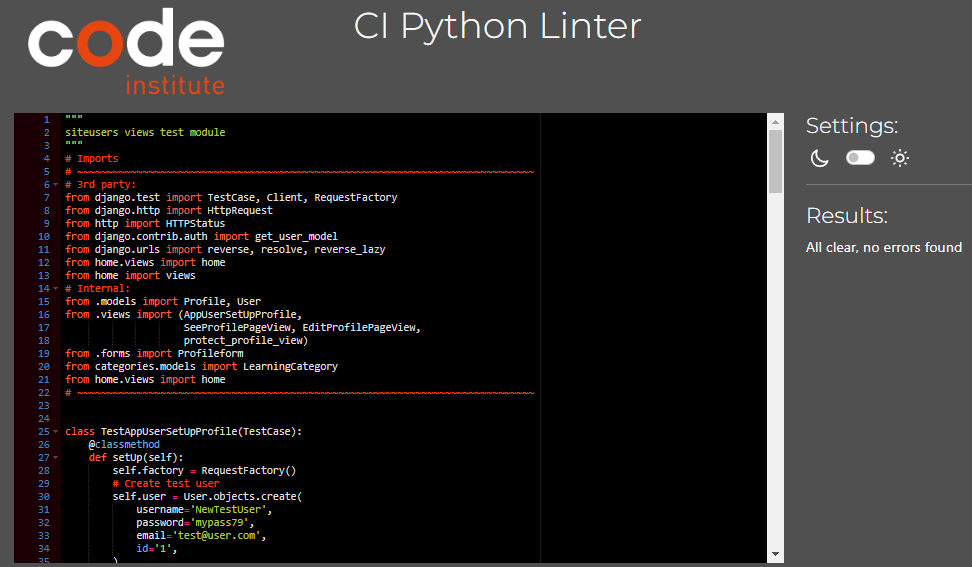 code
institute
CI Python Linter
1 """
2 siteusers views test module
3 """
4 # Imports
5 # ~~~~~~~~~~~~~~~~~~~~~~~~~~~~~~~~~~~~~~~~~~~~~~~~~~~~~~~~~~~~~~~~~~~~~~~~~~~~~
6 # 3rd party:
7 from django.test import TestCase, Client, RequestFactory
8 from django.http import HttpRequest
9 from http import HTTPStatus
10 from django.contrib.auth import get_user_model
11 from django.urls import reverse, resolve, reverse_lazy
12 from home.views import home
13 from home import views
14 # Internal:
15 from .models import Profile, User
16 from .views import (AppUserSetUpProfile,
17                     SeeProfilePageView, EditProfilePageView,
18                     protect_profile_view)
19 from .forms import Profileform
20 from categories.models import LearningCategory
21 from home.views import home
22 # ~~~~~~~~~~~~~~~~~~~~~~~~~~~~~~~~~~~~~~~~~~~~~~~~~~~~~~~~~~~~~~~~~~~~~~~~~~~~~
23
24
25 class TestAppUserSetUpProfile(TestCase):
26     @classmethod
27     def setUp(self):
28         self.factory = RequestFactory()
29         # Create test user
30         self.user = User.objects.create(
31             username='NewTestUser',
32             password='mypass79',
33             email='test@user.com',
34             id='1',
35         )
Settings:
Results:
All clear, no errors found